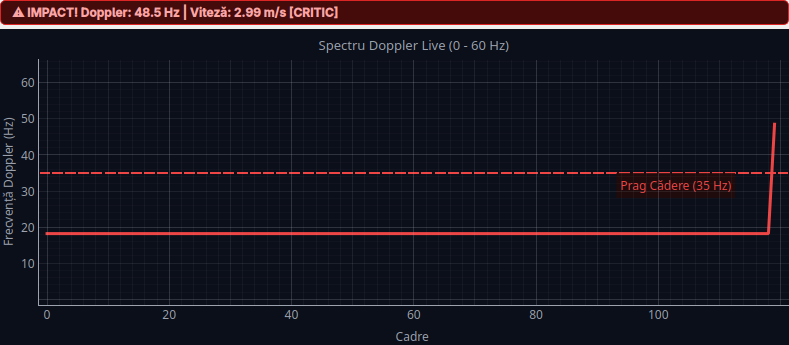 ⚠ IMPACT! Doppler: 48.5 Hz | Viteză: 2.99 m/s [CRITIC]
Spectru Doppler Live (0 - 60 Hz)
Frecvență Doppler (Hz)
60
50
40
30
20
10
Prag Cădere (35 Hz)
0
20
40
60
80
100
Cadre